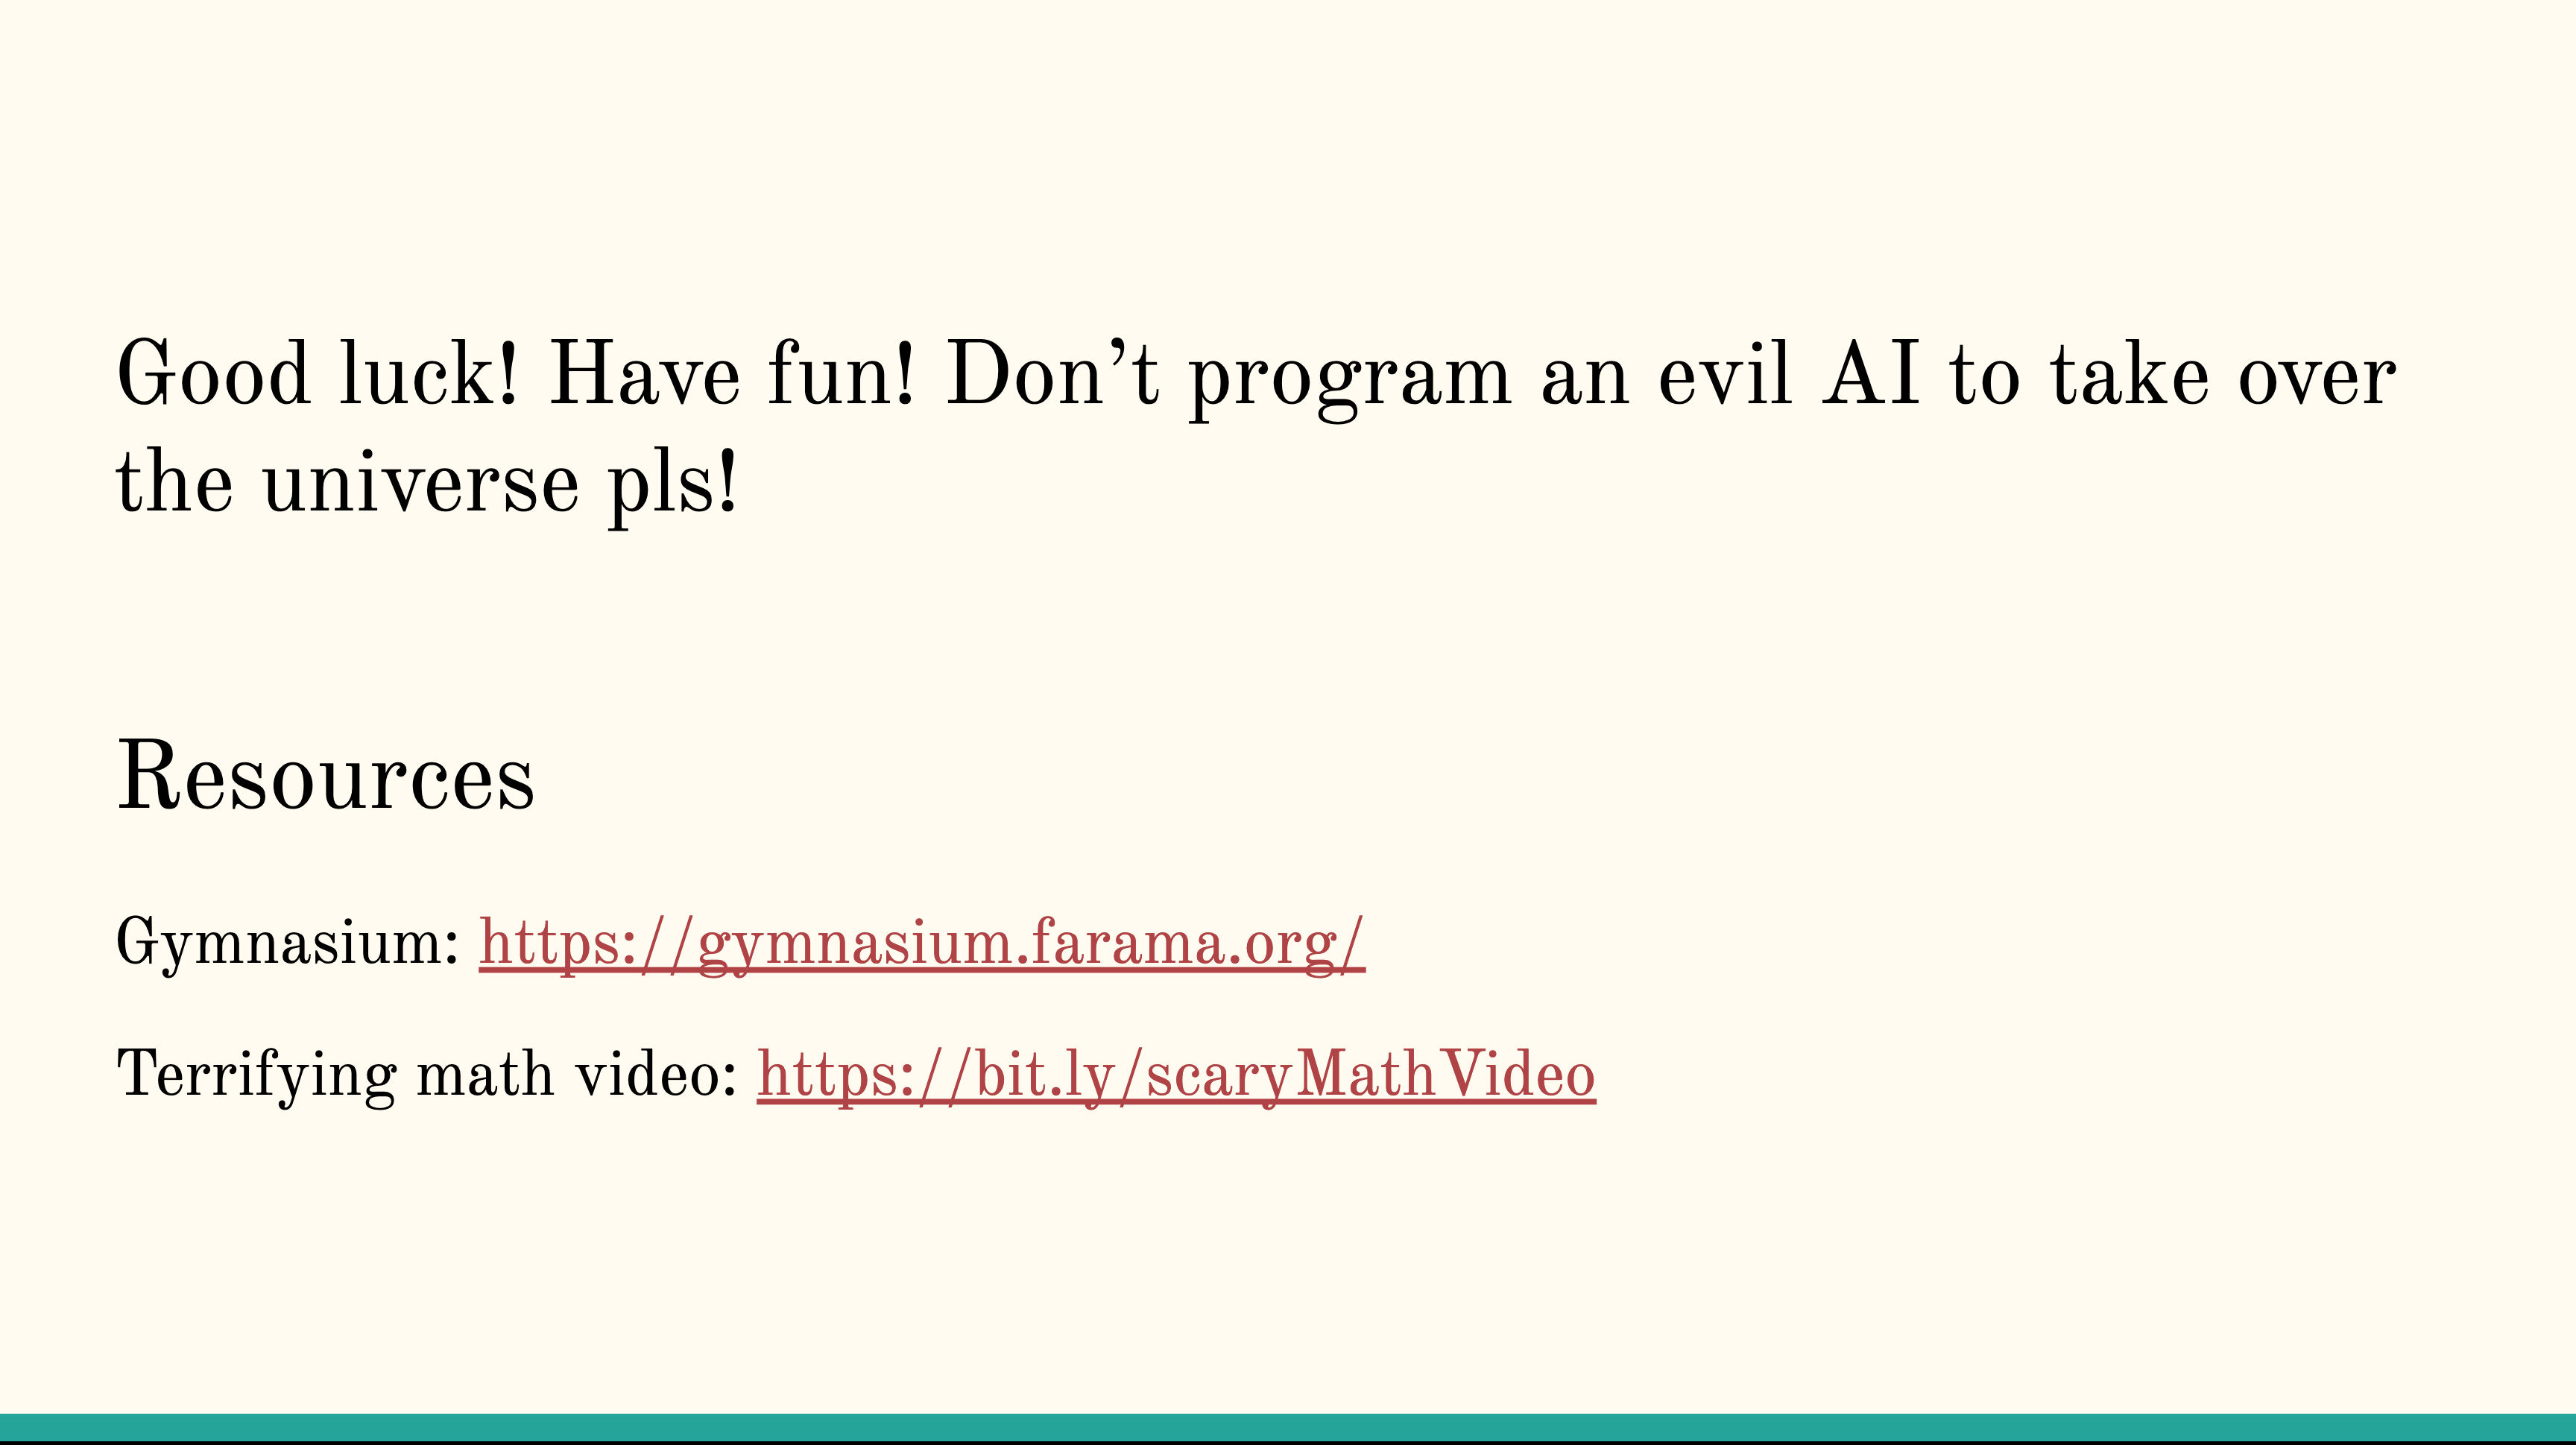 Good luck! Have fun! Don’t program an evil AI to take over
the universe pls!
Resources
Gymnasium: https://gymnasium.farama.org/
Terrifying math video: https://bit.ly/scaryMathVideo